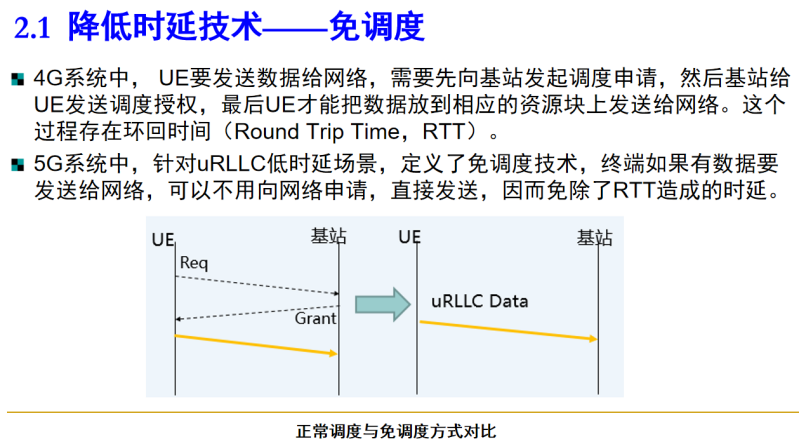 2.1 降低时延技术——免调度
4G系统中， UE要发送数据给网络，需要先向基站发起调度申请，然后基站给
UE发送调度授权，最后UE才能把数据放到相应的资源块上发送给网络。这个
过程存在环回时间（Round Trip Time，RTT）。
5G系统中，针对uRLLC低时延场景，定义了免调度技术，终端如果有数据要
发送给网络，可以不用向网络申请，直接发送，因而免除了RTT造成的时延。
UE
基站
Req
Grant
UE
基站
uRLLC Data
正常调度与免调度方式对比